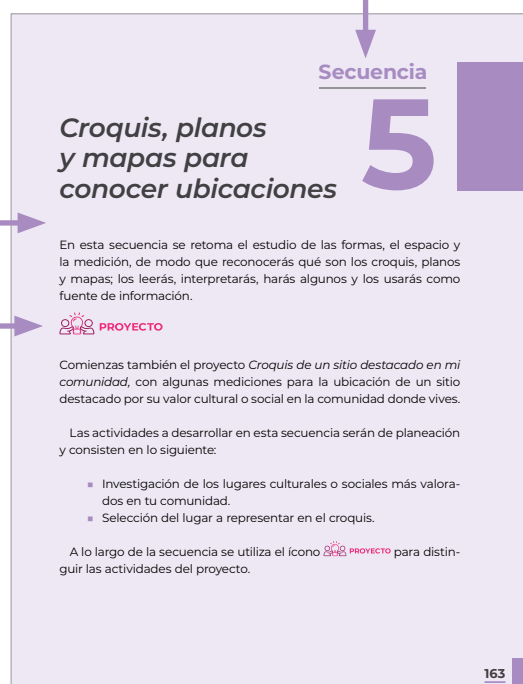 Secuencia
5
Croquis, planos
y mapas para
conocer ubicaciones
En esta secuencia se retoma el estudio de las formas, el espacio y
la medición, de modo que reconocerás qué son los croquis, planos
y mapas; los leerás, interpretarás, harás algunos y los usarás como
fuente de información.
PROYECTO
Comienzas también el proyecto Croquis de un sitio destacado en mi
comunidad, con algunas mediciones para la ubicación de un sitio
destacado por su valor cultural o social en la comunidad donde vives.
Las actividades a desarrollar en esta secuencia serán de planeación
y consisten en lo siguiente:
▪ Investigación de los lugares culturales o sociales más valora-
dos en tu comunidad.
▪ Selección del lugar a representar en el croquis.
A lo largo de la secuencia se utiliza el ícono PROYECTO para distin-
guir las actividades del proyecto.
163